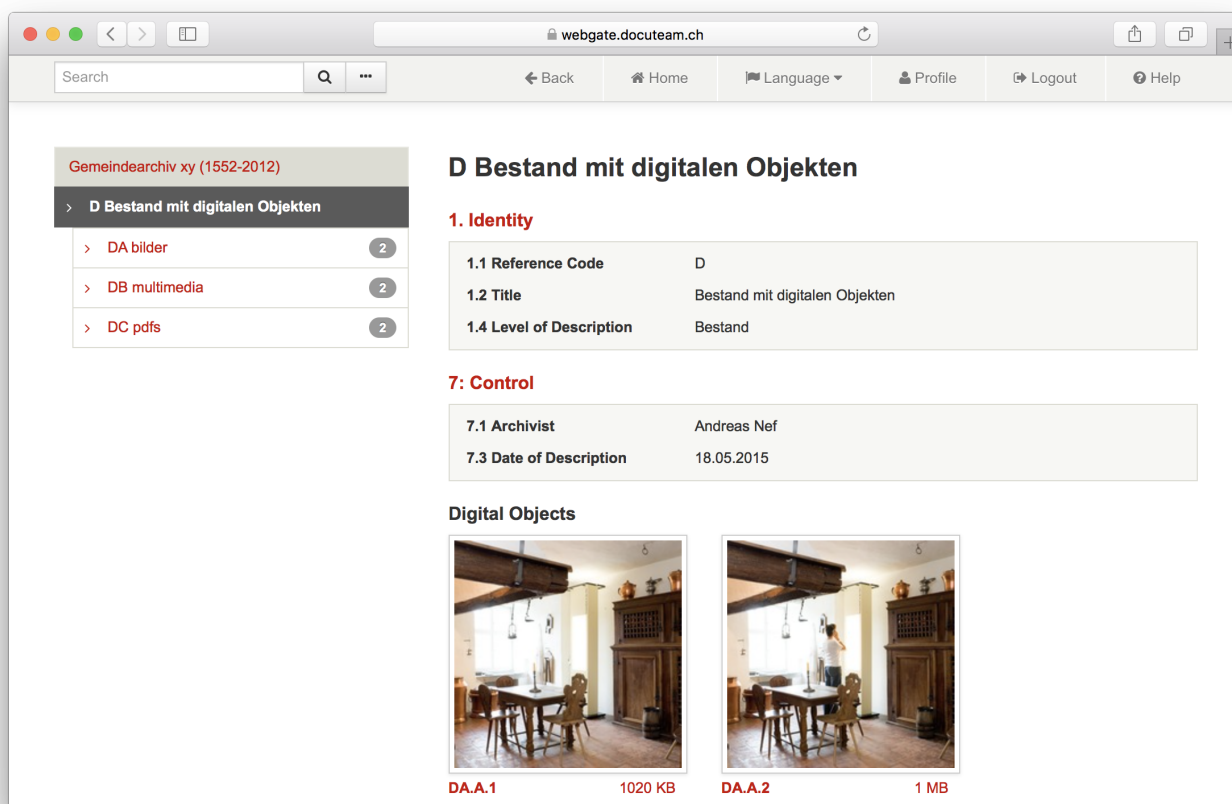 webgate.docuteam.ch
Search
Back
Home
Language
Profile
Logout
Help
Gemeindearchiv xy (1552-2012)
D Bestand mit digitalen Objekten
DA bilder 2
DB multimedia 2
DC pdfs 2
D Bestand mit digitalen Objekten
1. Identity
1.1 Reference Code D
1.2 Title Bestand mit digitalen Objekten
1.4 Level of Description Bestand
7: Control
7.1 Archivist Andreas Nef
7.3 Date of Description 18.05.2015
Digital Objects
DA.A.1 1020 KB
DA.A.2 1 MB